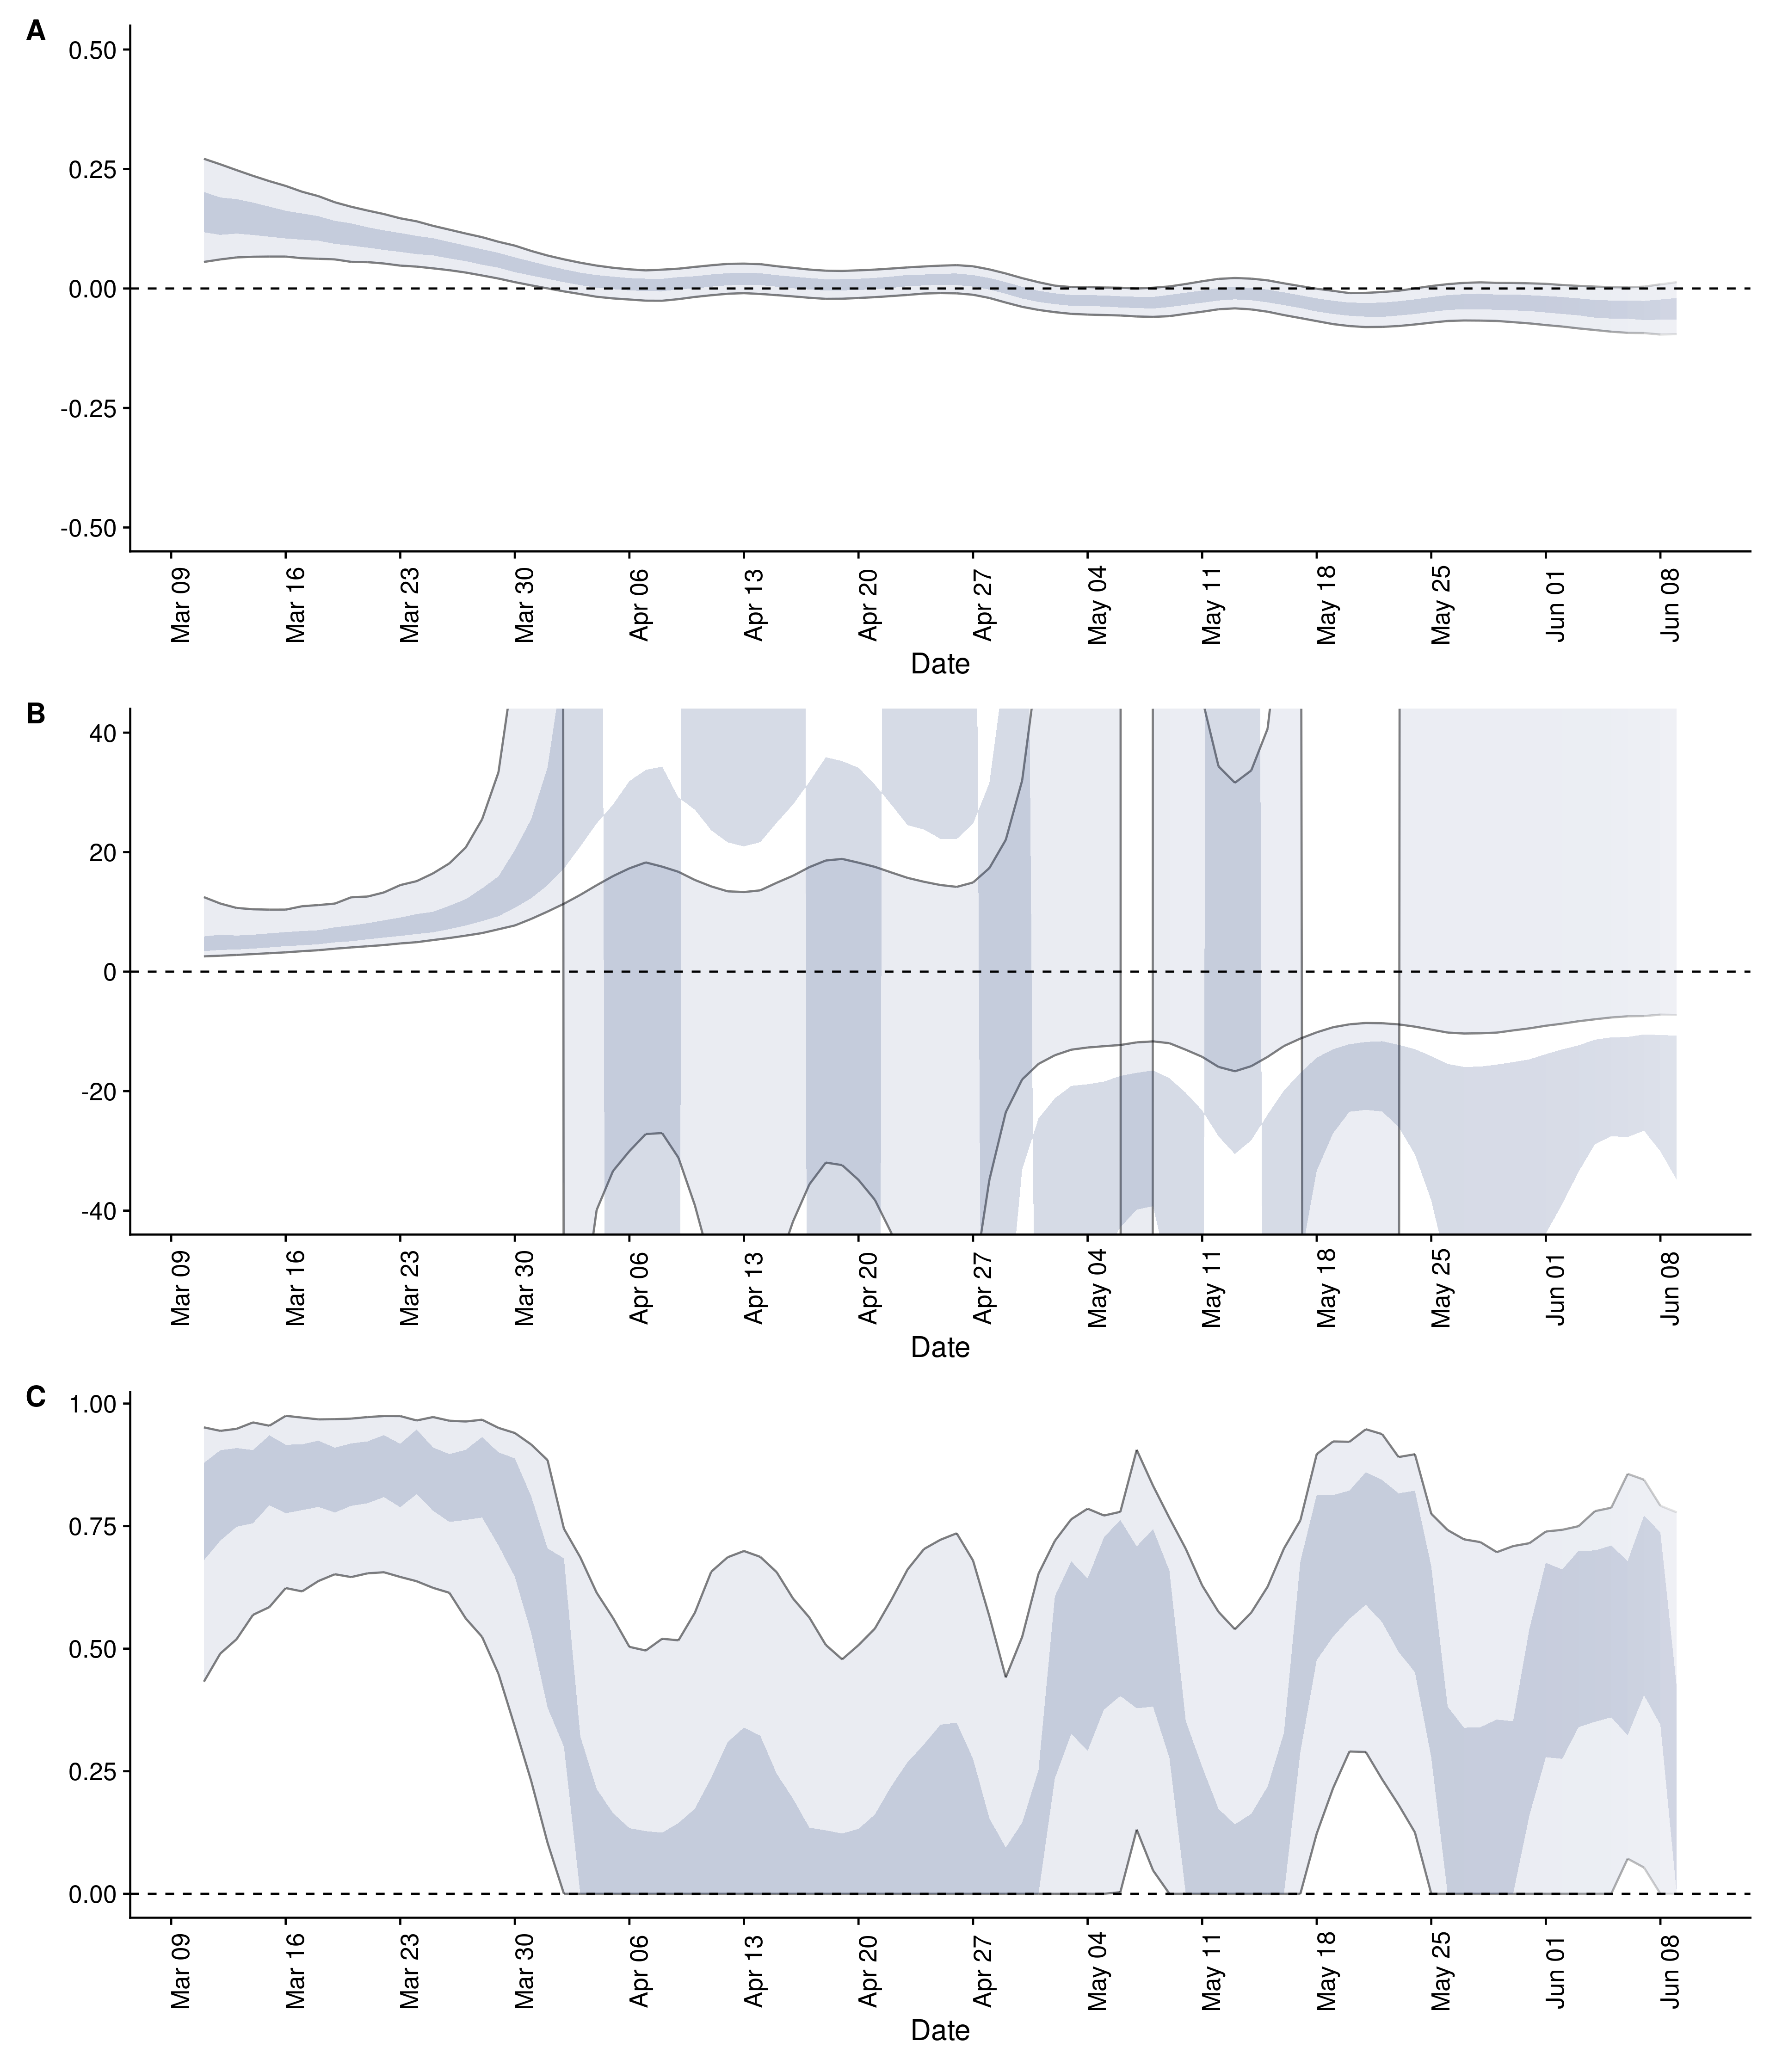 A
0.50
0.25
0.00
-0.25
-0.50
Mar 09
Mar 16
Mar 23
Mar 30
Apr 06
Apr 13
Apr 20
Apr 27
May 04
May 11
May 18
May 25
Jun 01
Jun 08
Date
B
40
20
0
-20
-40
Mar 09
Mar 16
Mar 23
Mar 30
Apr 06
Apr 13
Apr 20
Apr 27
May 04
May 11
May 18
May 25
Jun 01
Jun 08
Date
C
1.00
0.75
0.50
0.25
0.00
Mar 09
Mar 16
Mar 23
Mar 30
Apr 06
Apr 13
Apr 20
Apr 27
May 04
May 11
May 18
May 25
Jun 01
Jun 08
Date